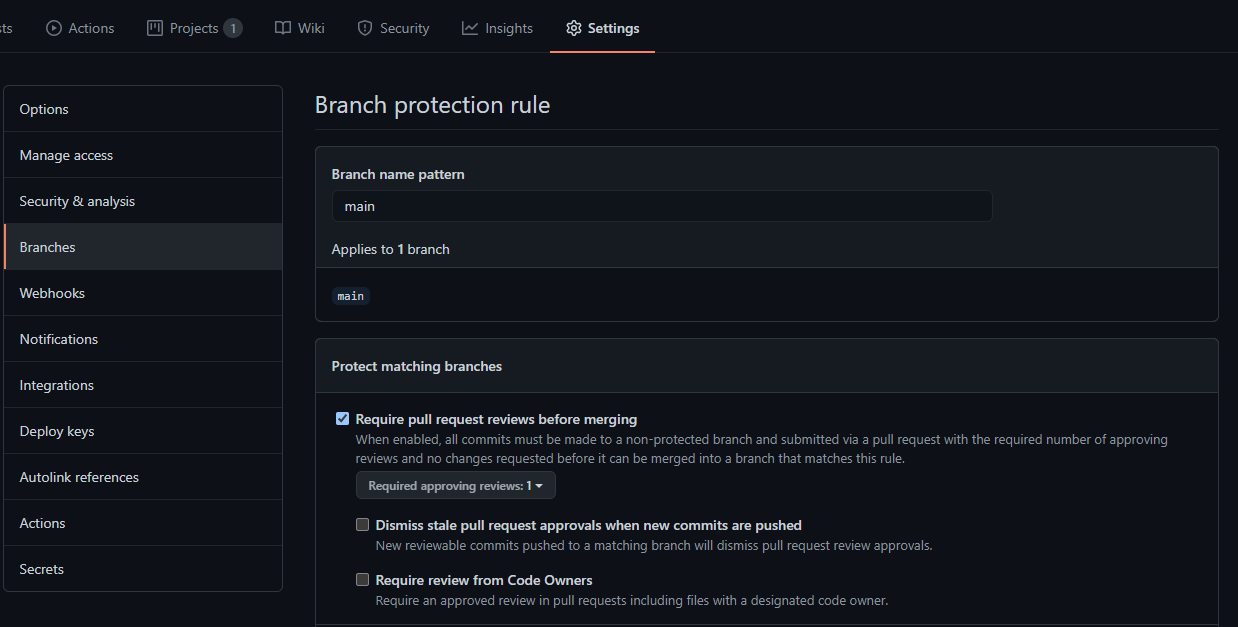 Actions Projects 1 Wiki Security Insights Settings
Options
Manage access
Security & analysis
Branches
Webhooks
Notifications
Integrations
Deploy keys
Autolink references
Actions
Secrets
Branch protection rule
Branch name pattern
main
Applies to 1 branch
main
Protect matching branches
Require pull request reviews before merging
When enabled, all commits must be made to a non-protected branch and submitted via a pull request with the required number of approving
reviews and no changes requested before it can be merged into a branch that matches this rule.
Required approving reviews: 1
Dismiss stale pull request approvals when new commits are pushed
New reviewable commits pushed to a matching branch will dismiss pull request review approvals.
Require review from Code Owners
Require an approved review in pull requests including files with a designated code owner.